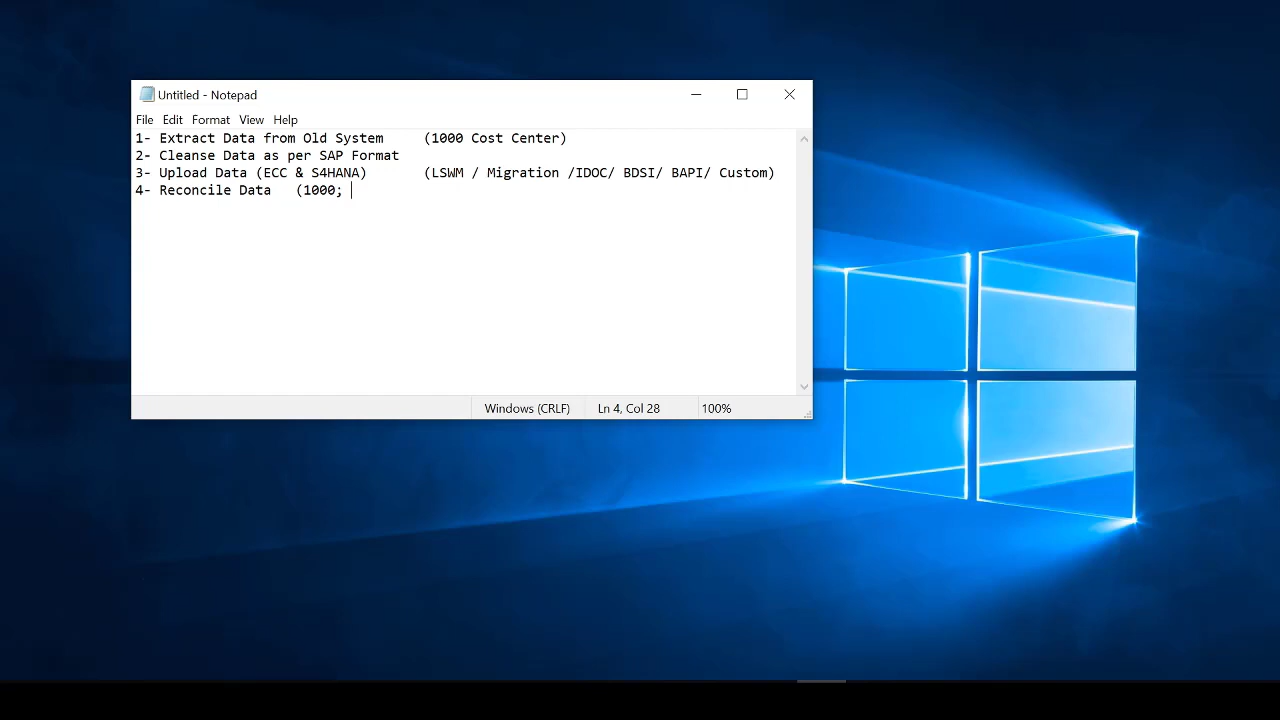 Untitled - Notepad
File Edit Format View Help
1- Extract Data from Old System (1000 Cost Center)
2- Cleanse Data as per SAP Format
3- Upload Data (ECC & S4HANA) (LSWM / Migration /IDOC/ BDSI/ BAPI/ Custom)
4- Reconcile Data (1000;
Windows (CRLF) Ln 4, Col 28 100%